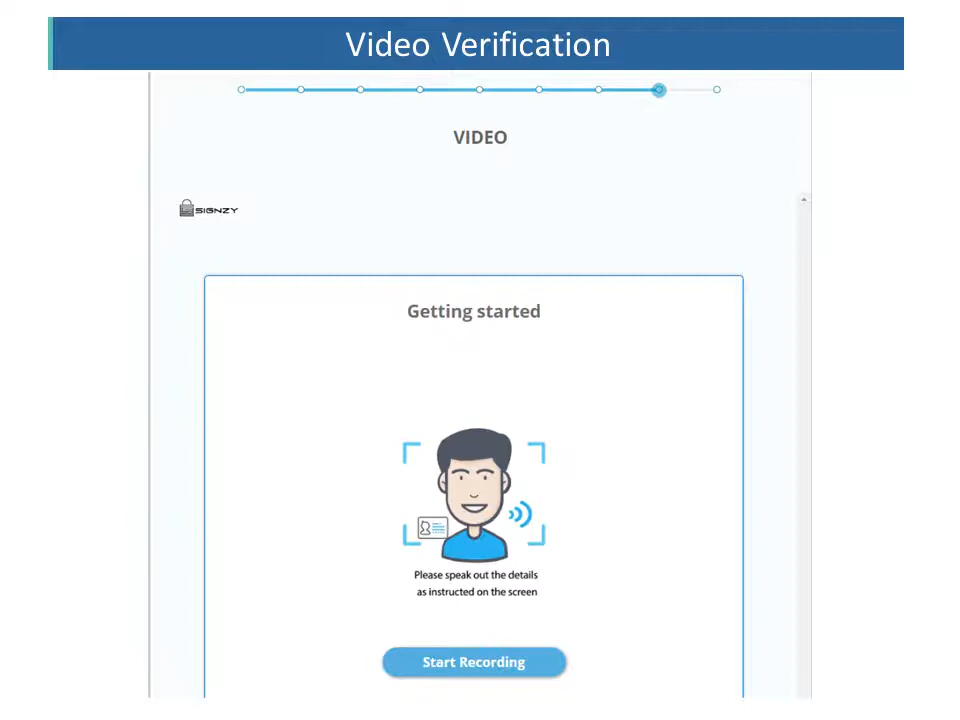 Video Verification
VIDEO
SIGNZY
Getting started
Please speak out the details
as instructed on the screen
Start Recording